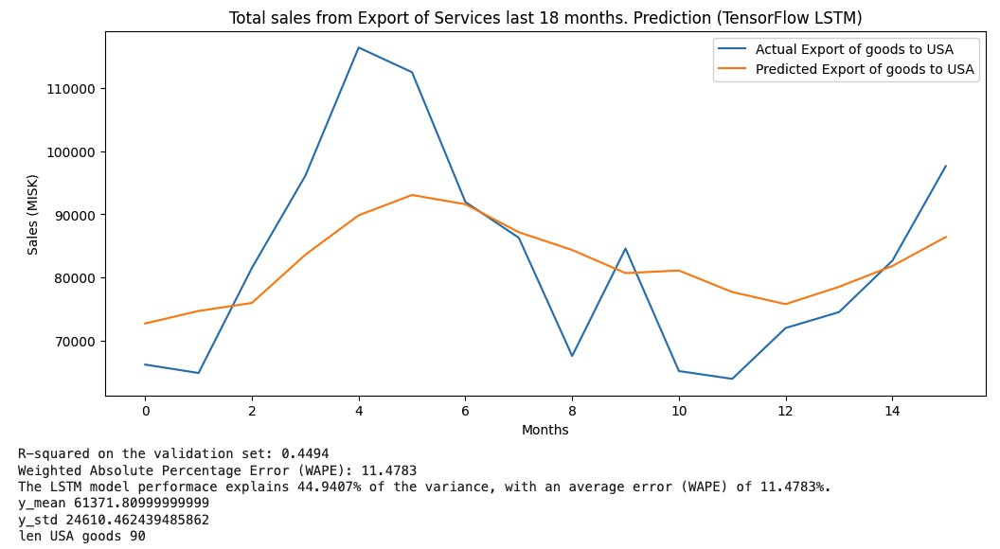 Total sales from Export of Services last 18 months. Prediction (TensorFlow LSTM)
Actual Export of goods to USA
Predicted Export of goods to USA
110000
100000
90000
80000
70000
Sales (MISK)
0 2 4 6 8 10 12 14
Months
R-squared on the validation set: 0.4494
Weighted Absolute Percentage Error (WAPE): 11.4783
The LSTM model performace explains 44.9407% of the variance, with an average error (WAPE) of 11.4783%.
y_mean 61371.80999999999
y_std 24610.462439485862
len USA goods 90